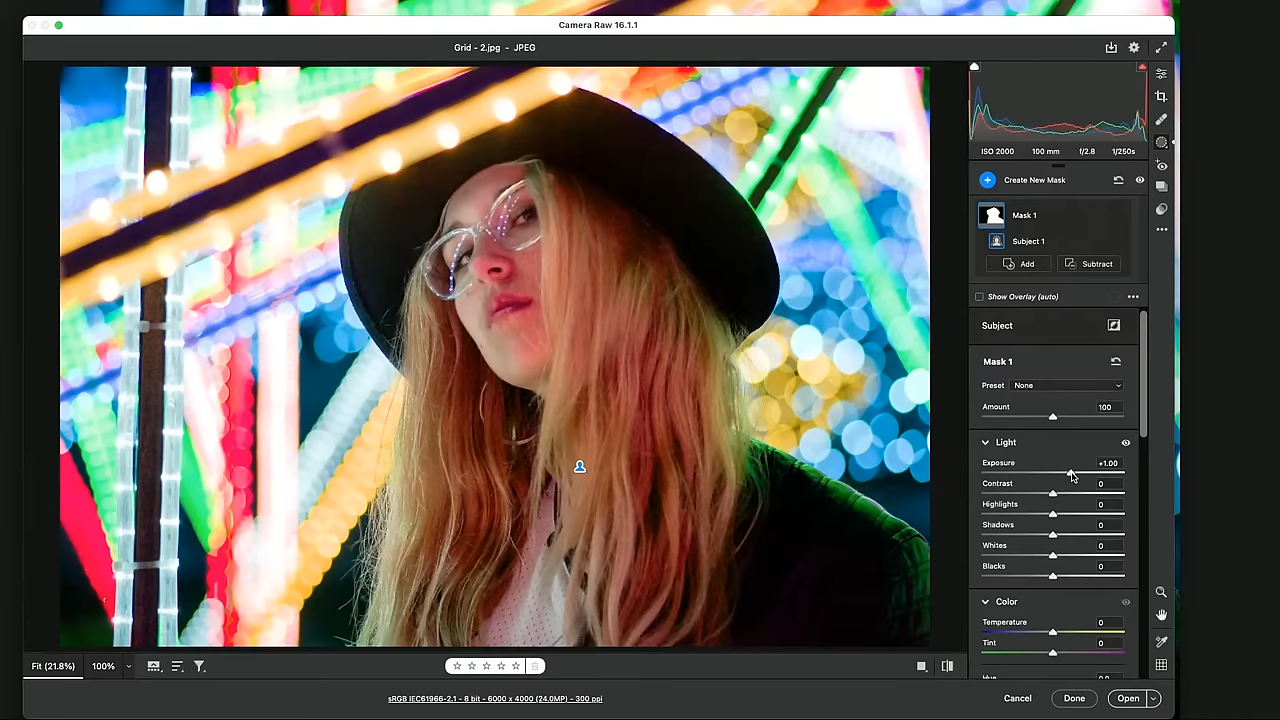 Camera Raw 16.1.1
Grid - 2.jpg - JPEG
ISO 2000 100 mm f/2.8 1/250s
Create New Mask
Mask 1
Subject 1
Add Subtract
Show Overlay (auto)
Subject
Mask 1
Preset None
Amount 100
Light
Exposure +1.00
Contrast 0
Highlights 0
Shadows 0
Whites 0
Blacks 0
Color
Temperature 0
Tint 0
Fit (21.8%) 100%
sRGB IEC61966-2.1 - 8 bit - 6000 x 4000 (24.0MP) - 300 ppi
Cancel Done Open